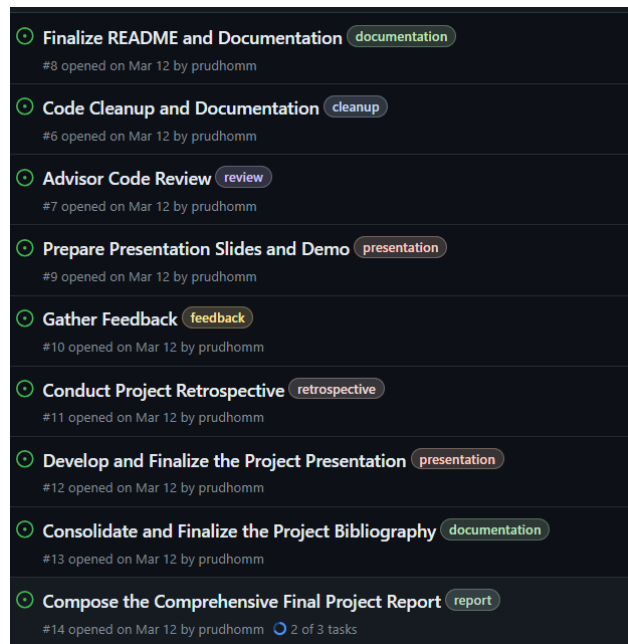 Finalize README and Documentation documentation
#8 opened on Mar 12 by prudhomm
Code Cleanup and Documentation cleanup
#6 opened on Mar 12 by prudhomm
Advisor Code Review review
#7 opened on Mar 12 by prudhomm
Prepare Presentation Slides and Demo presentation
#9 opened on Mar 12 by prudhomm
Gather Feedback feedback
#10 opened on Mar 12 by prudhomm
Conduct Project Retrospective retrospective
#11 opened on Mar 12 by prudhomm
Develop and Finalize the Project Presentation presentation
#12 opened on Mar 12 by prudhomm
Consolidate and Finalize the Project Bibliography documentation
#13 opened on Mar 12 by prudhomm
Compose the Comprehensive Final Project Report report
#14 opened on Mar 12 by prudhomm 2 of 3 tasks